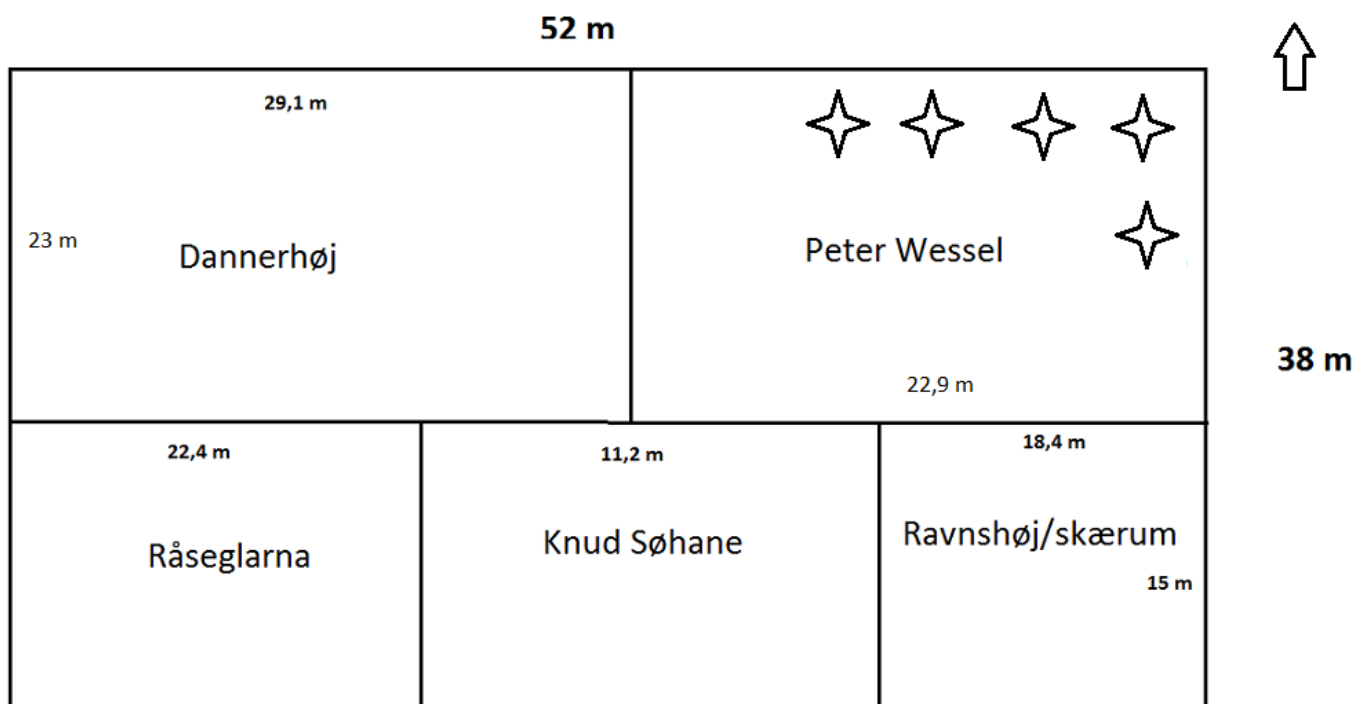 52 m
29,1 m
23 m
Dannerhøj
Peter Wessel
22,9 m
38 m
22,4 m
11,2 m
18,4 m
Råseglarna
Knud Søhane
Ravnshøj/skærum
15 m